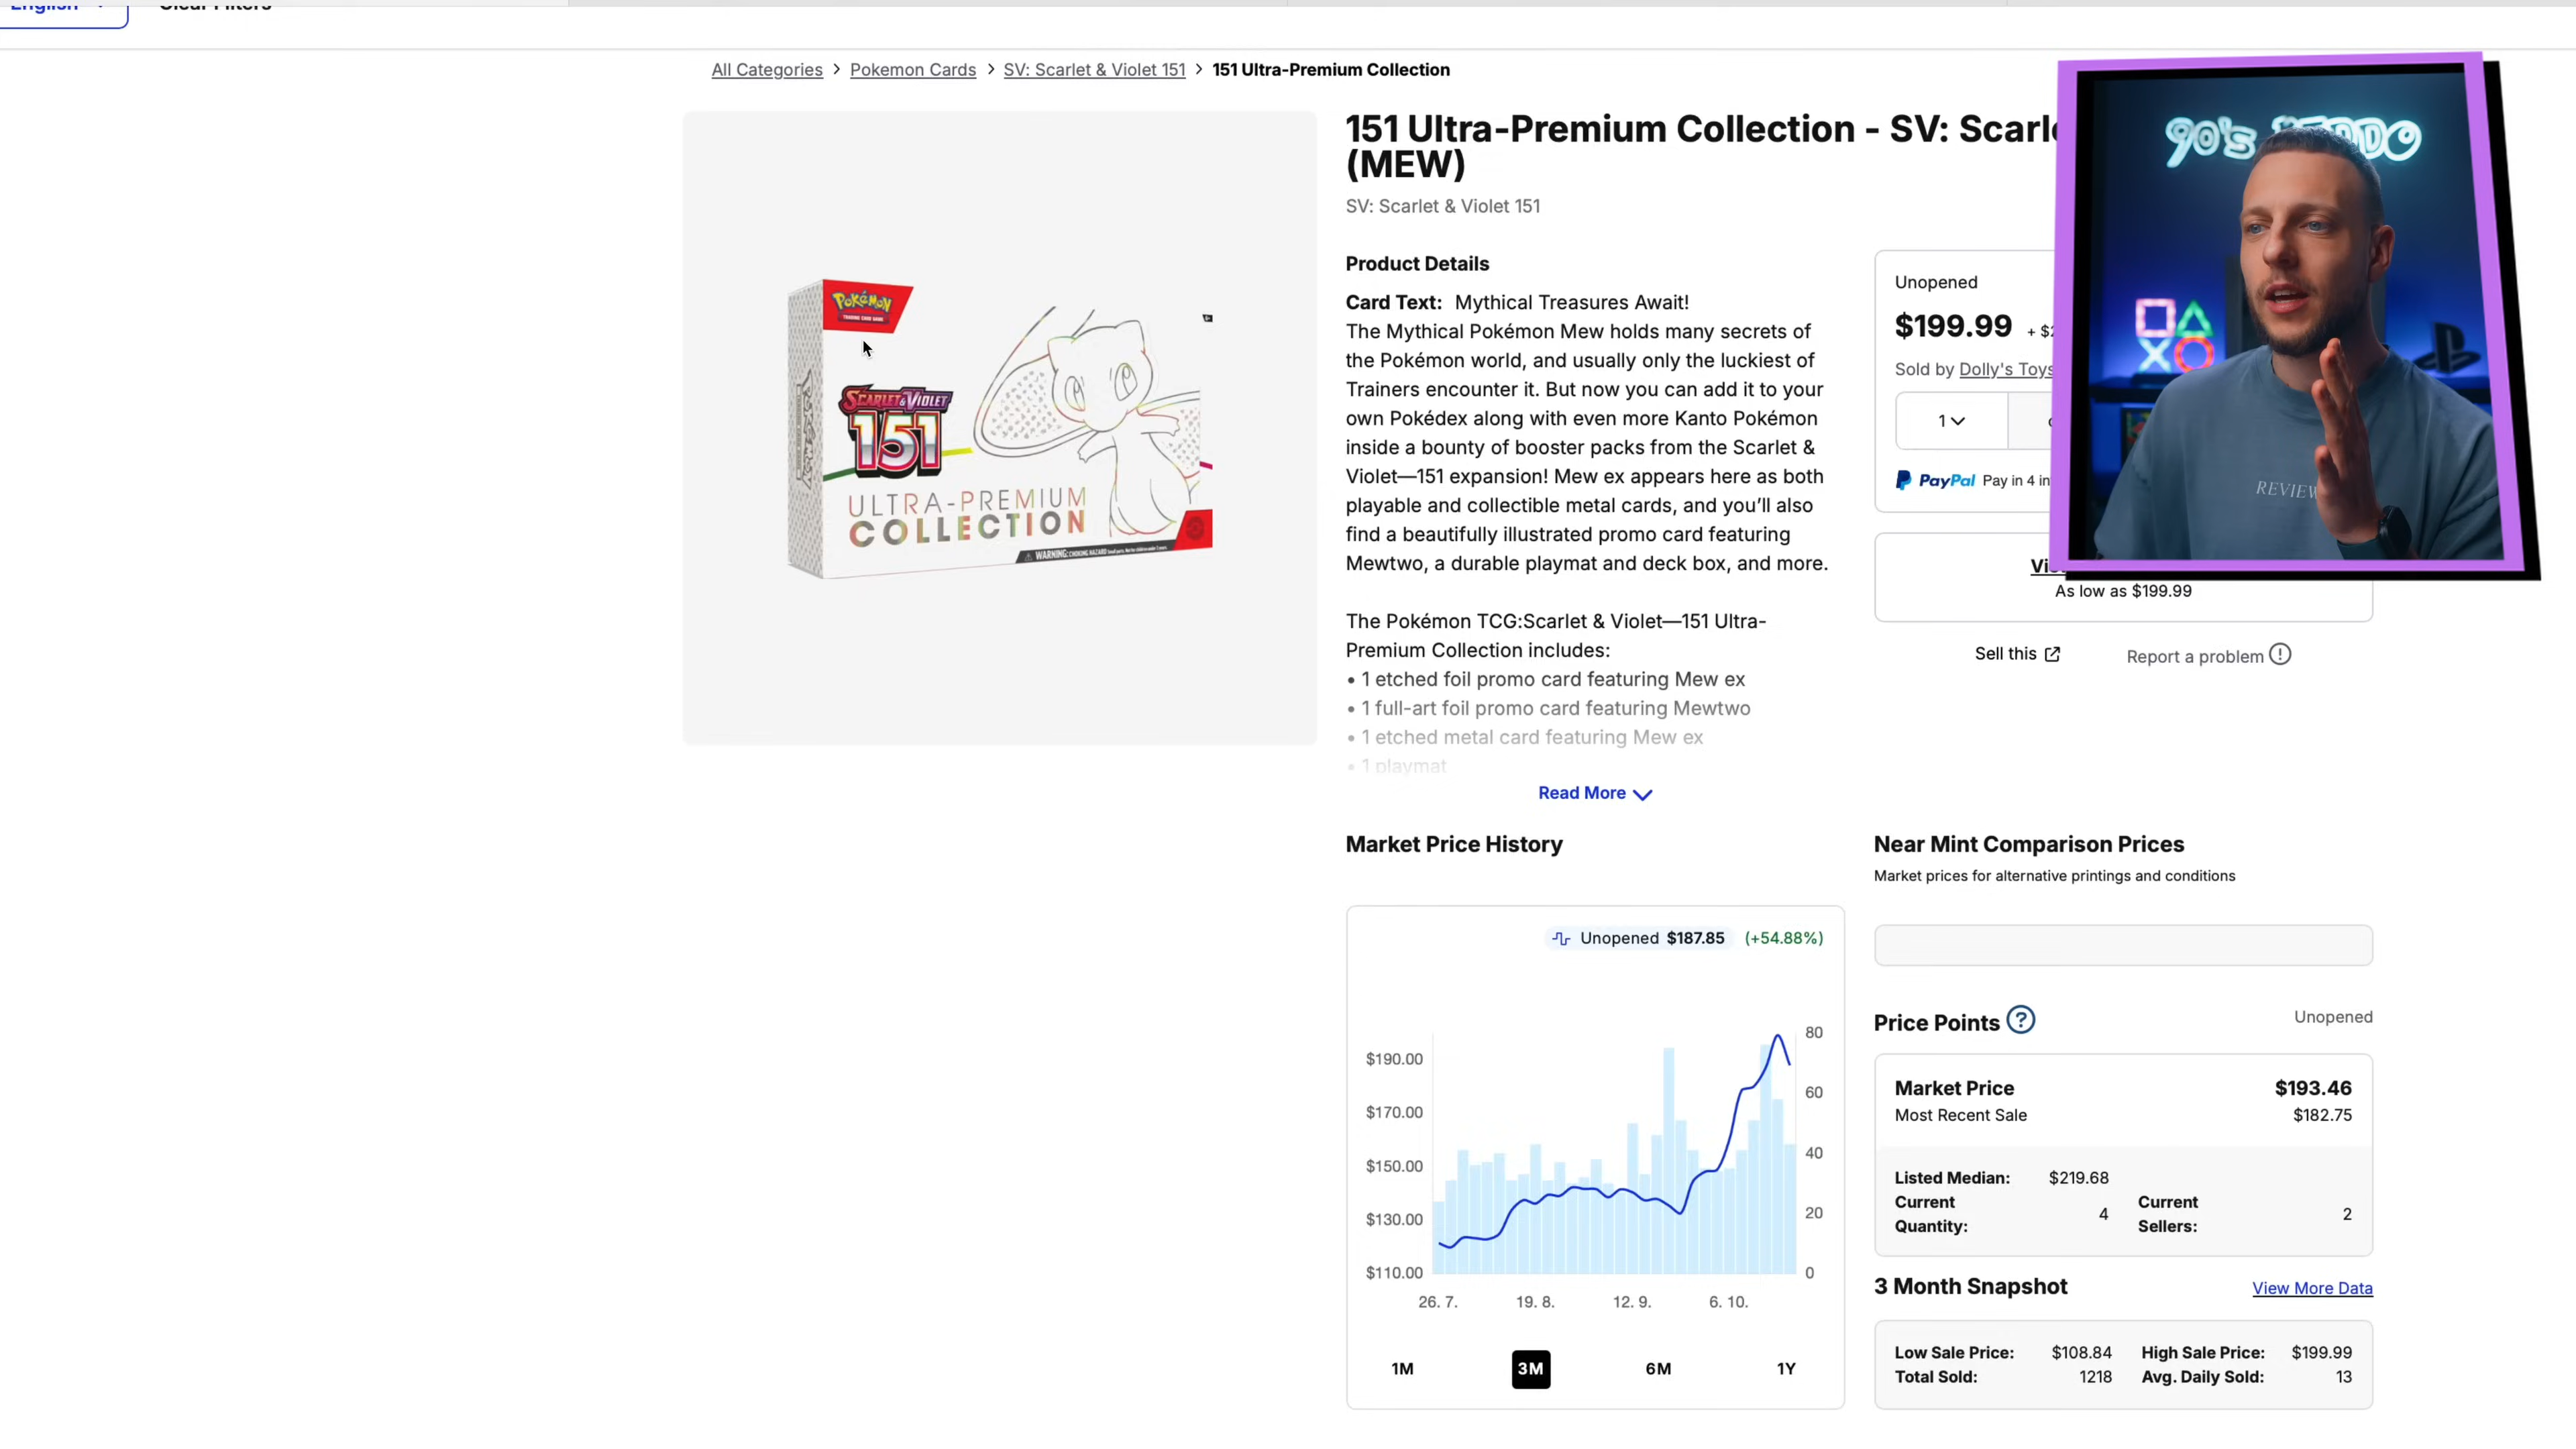 All Categories > Pokemon Cards > SV: Scarlet & Violet 151 > 151 Ultra-Premium Collection
151 Ultra-Premium Collection - SV:
(MEW)
SV: Scarlet & Violet 151
Product Details
Card Text: Mythical Treasures Await!
The Mythical Pokémon Mew holds many secrets of
the Pokémon world, and usually only the luckiest of
Trainers encounter it. But now you can add it to your
own Pokédex along with even more Kanto Pokémon
inside a bounty of booster packs from the Scarlet &
Violet—151 expansion! Mew ex appears here as both
playable and collectible metal cards, and you'll also
find a beautifully illustrated promo card featuring
Mewtwo, a durable playmat and deck box, and more.
The Pokémon TCG:Scarlet & Violet—151 Ultra-
Premium Collection includes:
• 1 etched foil promo card featuring Mew ex
• 1 full-art foil promo card featuring Mewtwo
• 1 etched metal card featuring Mew ex
• 1 playmat
Read More
Pokémon
TRADING CARD GAME
SCARLET & VIOLET
151
ULTRA-PREMIUM
COLLECTION
WARNING: CHOKING HAZARD
Unopened
$199.99
Sold by Dolly's Toys
1
PayPal Pay in 4 in
As low as $199.99
Sell this
Report a problem
90's
Market Price History
Unopened $187.85 (+54.88%)
$190.00
$170.00
$150.00
$130.00
$110.00
80
60
40
20
0
26. 7. 19. 8. 12. 9. 6. 10.
1M 3M 6M 1Y
Near Mint Comparison Prices
Market prices for alternative printings and conditions
Price Points ? Unopened
Market Price $193.46
Most Recent Sale $182.75
Listed Median: $219.68
Current Quantity: 4 Current Sellers: 2
3 Month Snapshot View More Data
Low Sale Price: $108.84 High Sale Price: $199.99
Total Sold: 1218 Avg. Daily Sold: 13